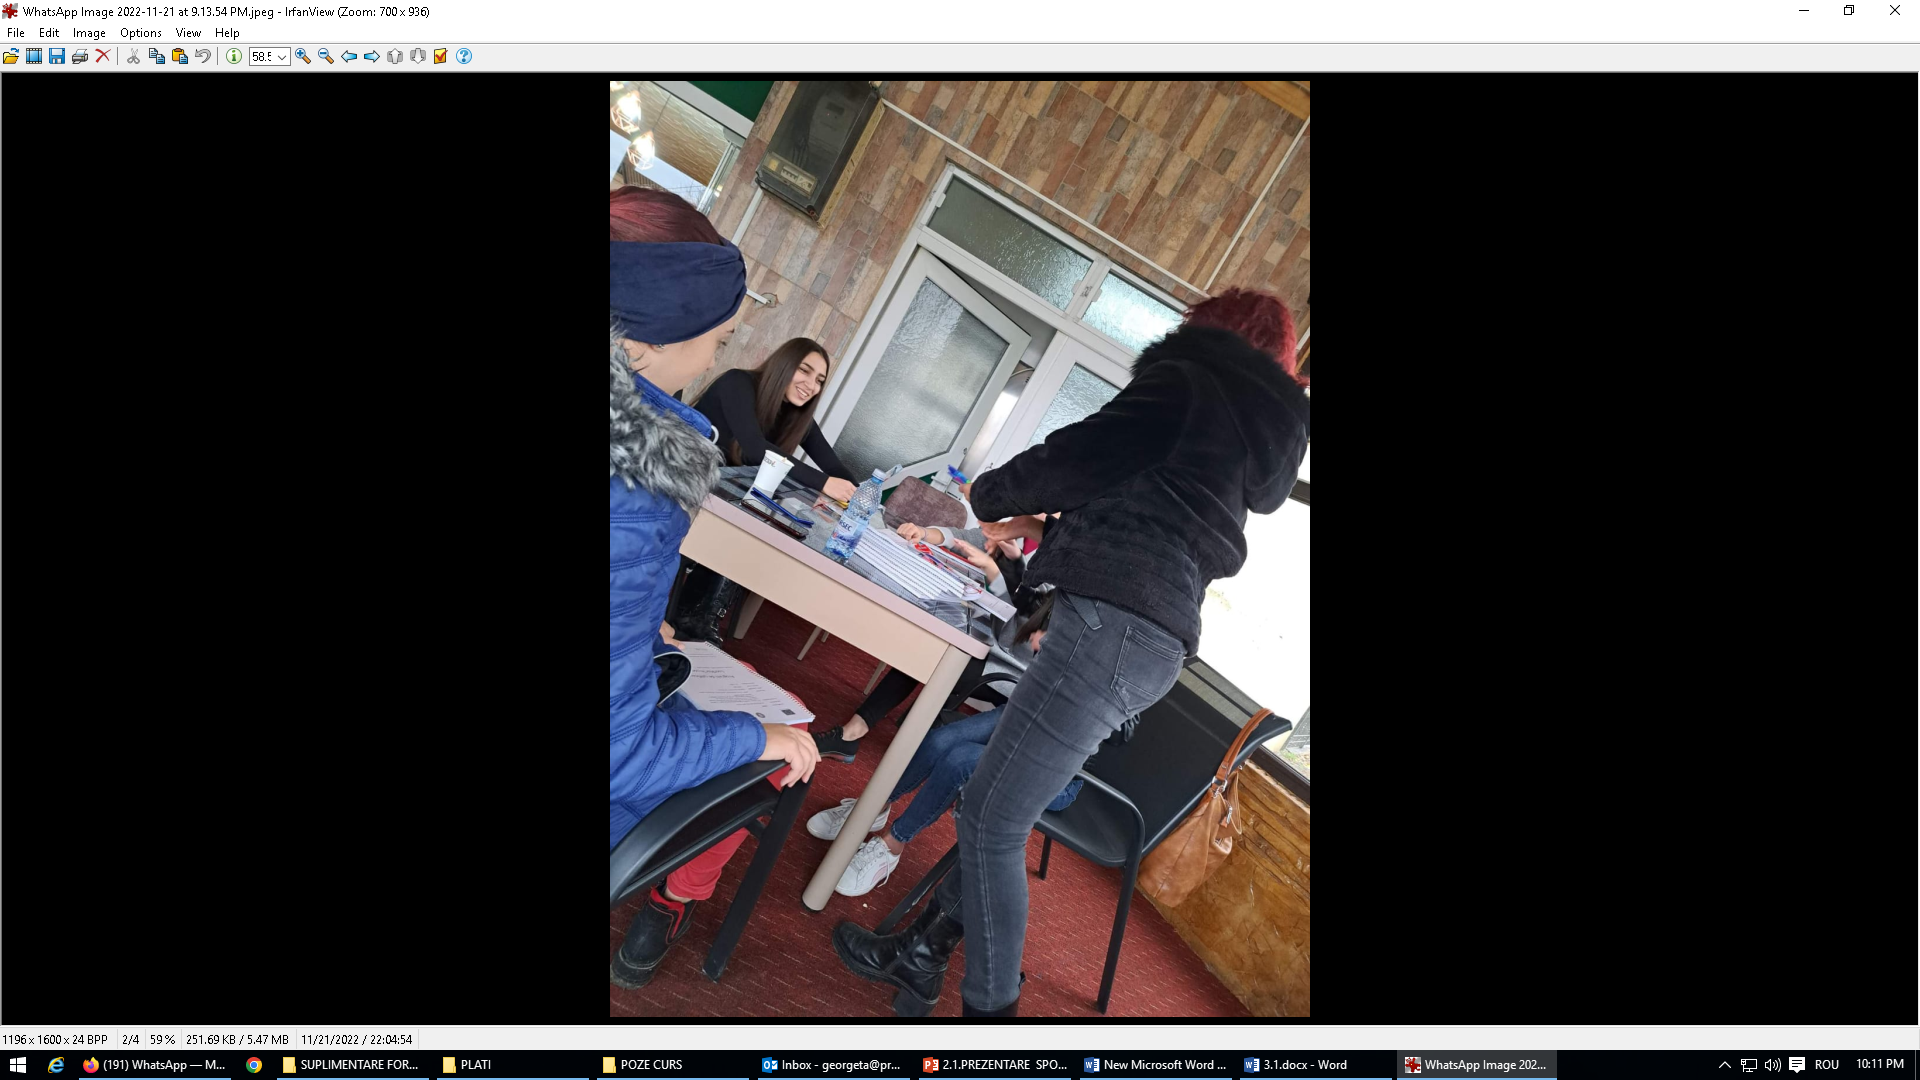 WhatsApp Image 2022-11-21 at 9.13.54 PM.jpeg - IrfanView (Zoom: 700 x 936)
File Edit Image Options View Help
58.5
1196 x 1600 x 24 BPP 2/4 59 % 251.69 KB / 5.47 MB 11/21/2022 / 22:04:54
(191) WhatsApp — M... SUPLIMENTARE FOR... PLATI POZE CURS Inbox - georgeta@pr... 2.1.PREZENTARE SPO... New Microsoft Word ... 3.1.docx - Word WhatsApp Image 202... ROU 10:11 PM